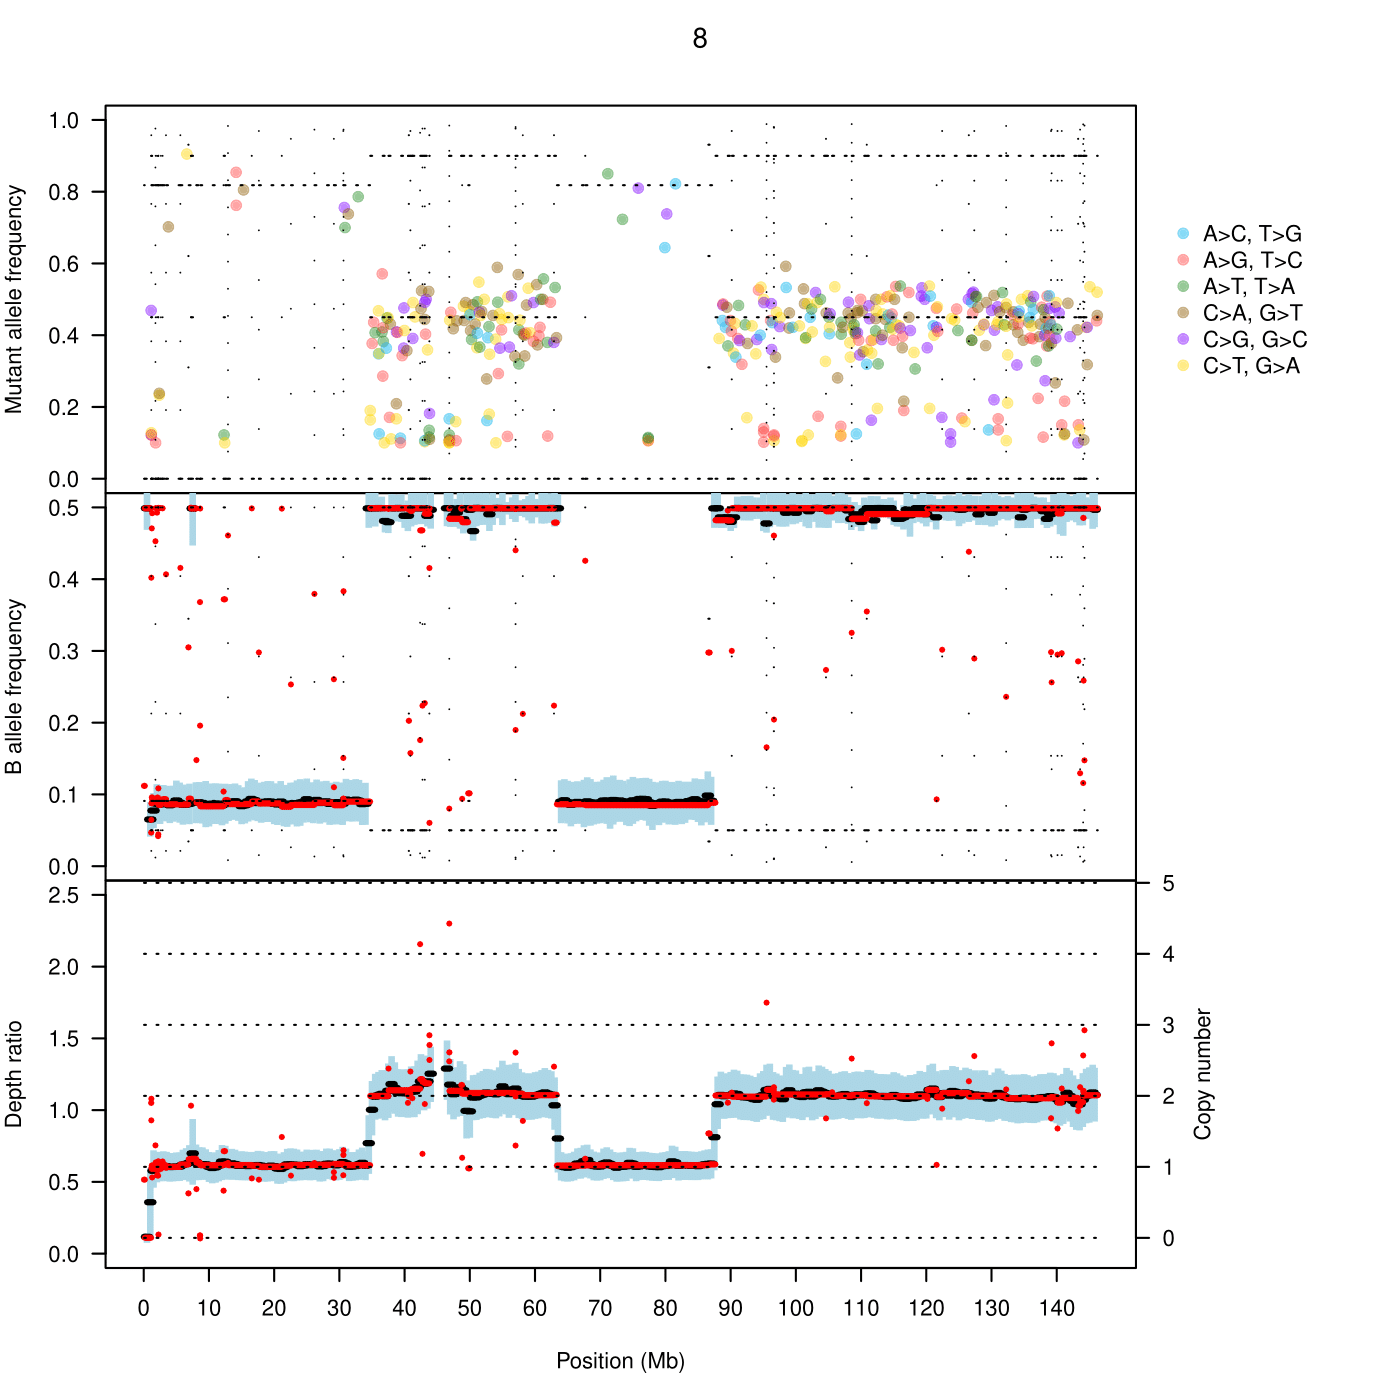 8
Mutant allele frequency
1.0
0.8
0.6
0.4
0.2
0.0
A>C, T>G
A>G, T>C
A>T, T>A
C>A, G>T
C>G, G>C
C>T, G>A
B allele frequency
0.5
0.4
0.3
0.2
0.1
0.0
Depth ratio
2.5
2.0
1.5
1.0
0.5
0.0
5
4
3
2
1
0
Copy number
0 10 20 30 40 50 60 70 80 90 100 110 120 130 140
Position (Mb)